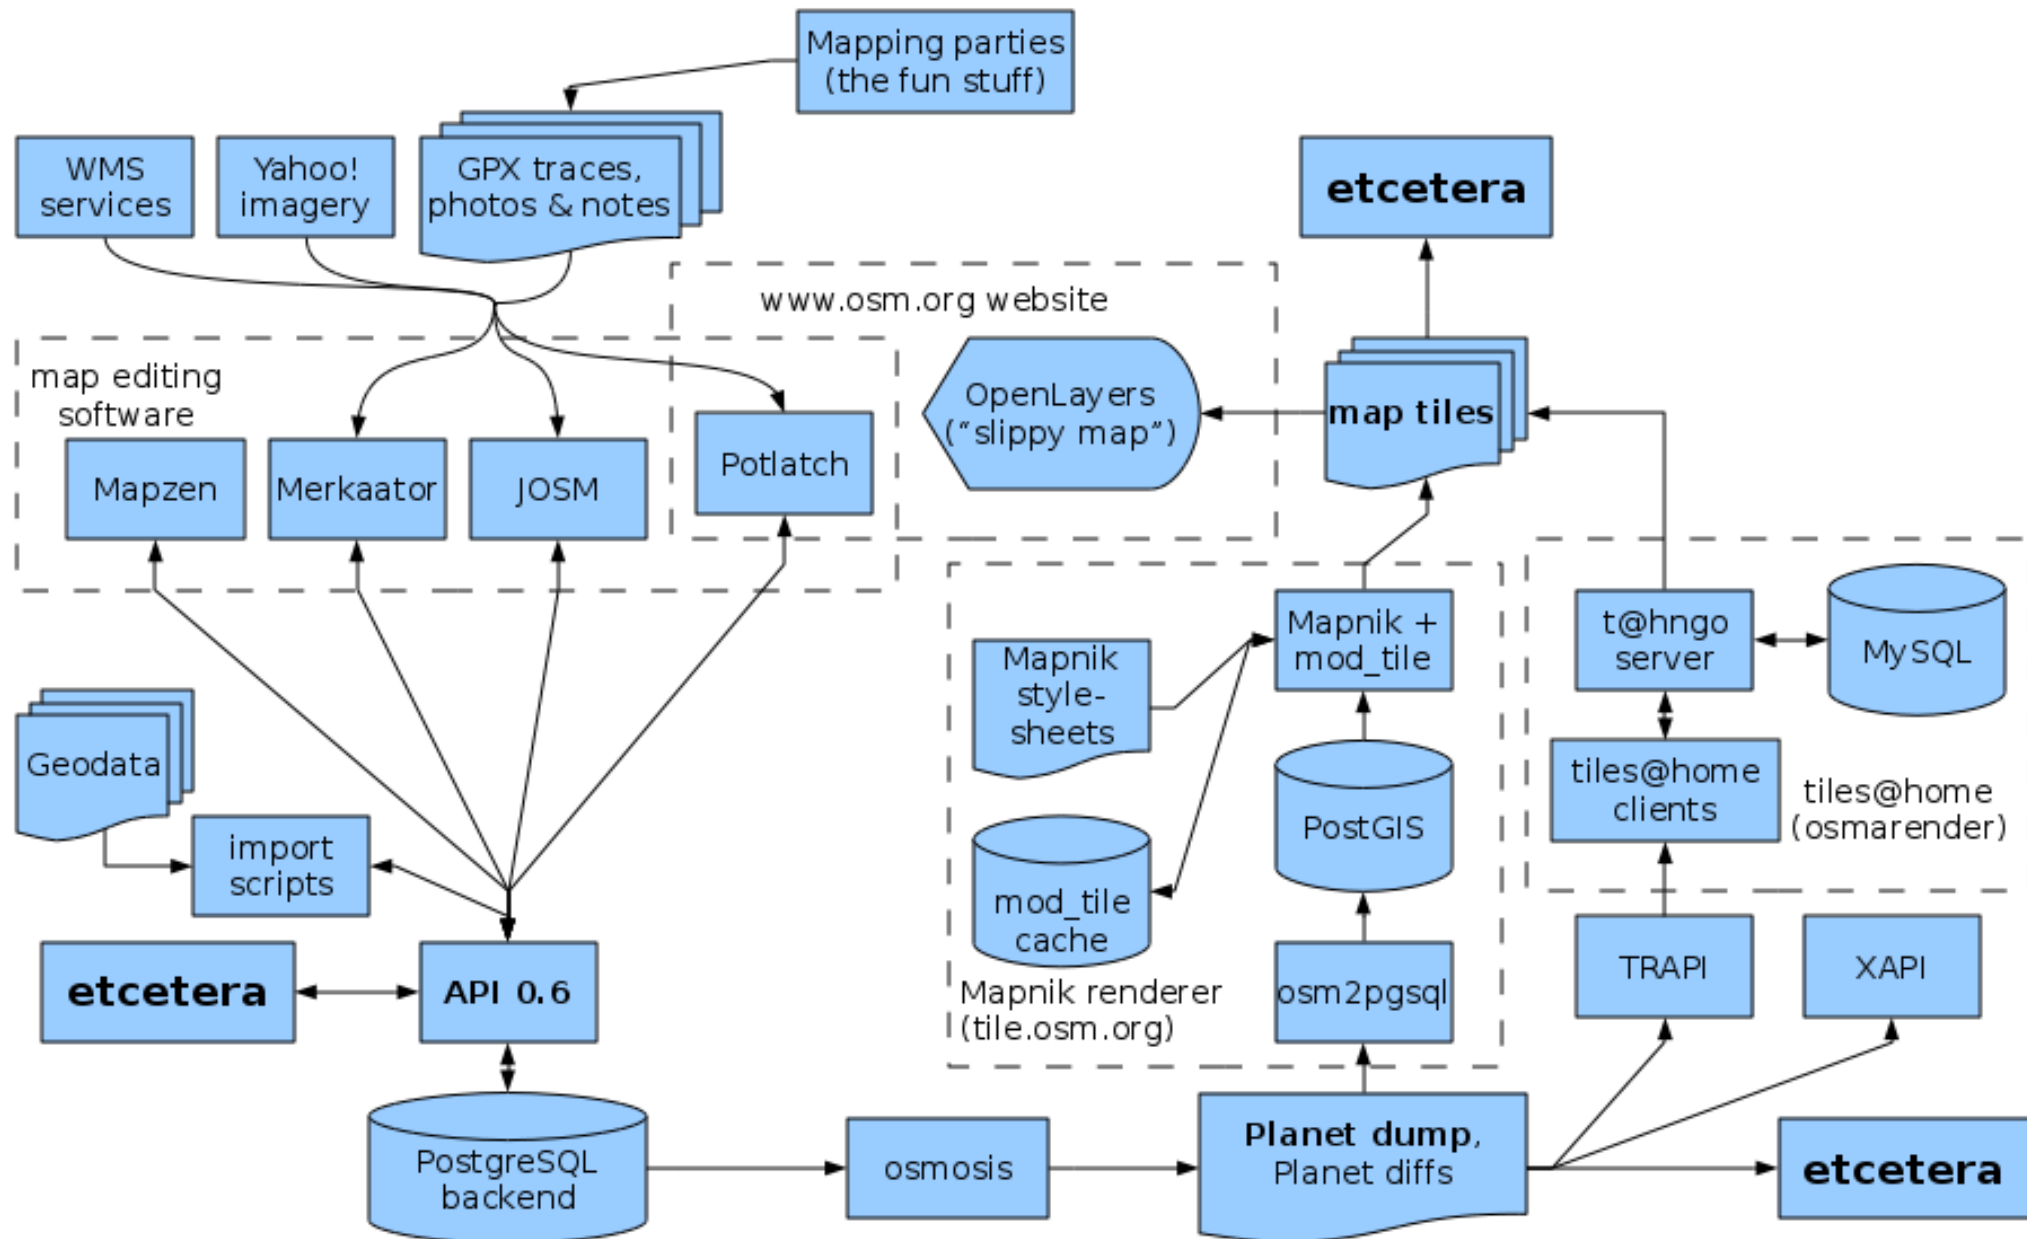 Mapping parties
(the fun stuff)
WMS
services
Yahoo!
imagery
GPX traces,
photos & notes
etcetera
www.osm.org website
map editing
software
OpenLayers
(“slippy map”)
map tiles
Mapzen
Merkaator
JOSM
Potlatch
Mapnik +
mod_tile
t@hngo
server
MySQL
Mapnik
style-
sheets
Geodata
tiles@home
clients
tiles@home
(osmarender)
PostGIS
import
scripts
mod_tile
cache
etcetera
API 0.6
Mapnik renderer
(tile.osm.org)
osm2pgsql
TRAPI
XAPI
PostgreSQL
backend
osmosis
Planet dump,
Planet diffs
etcetera